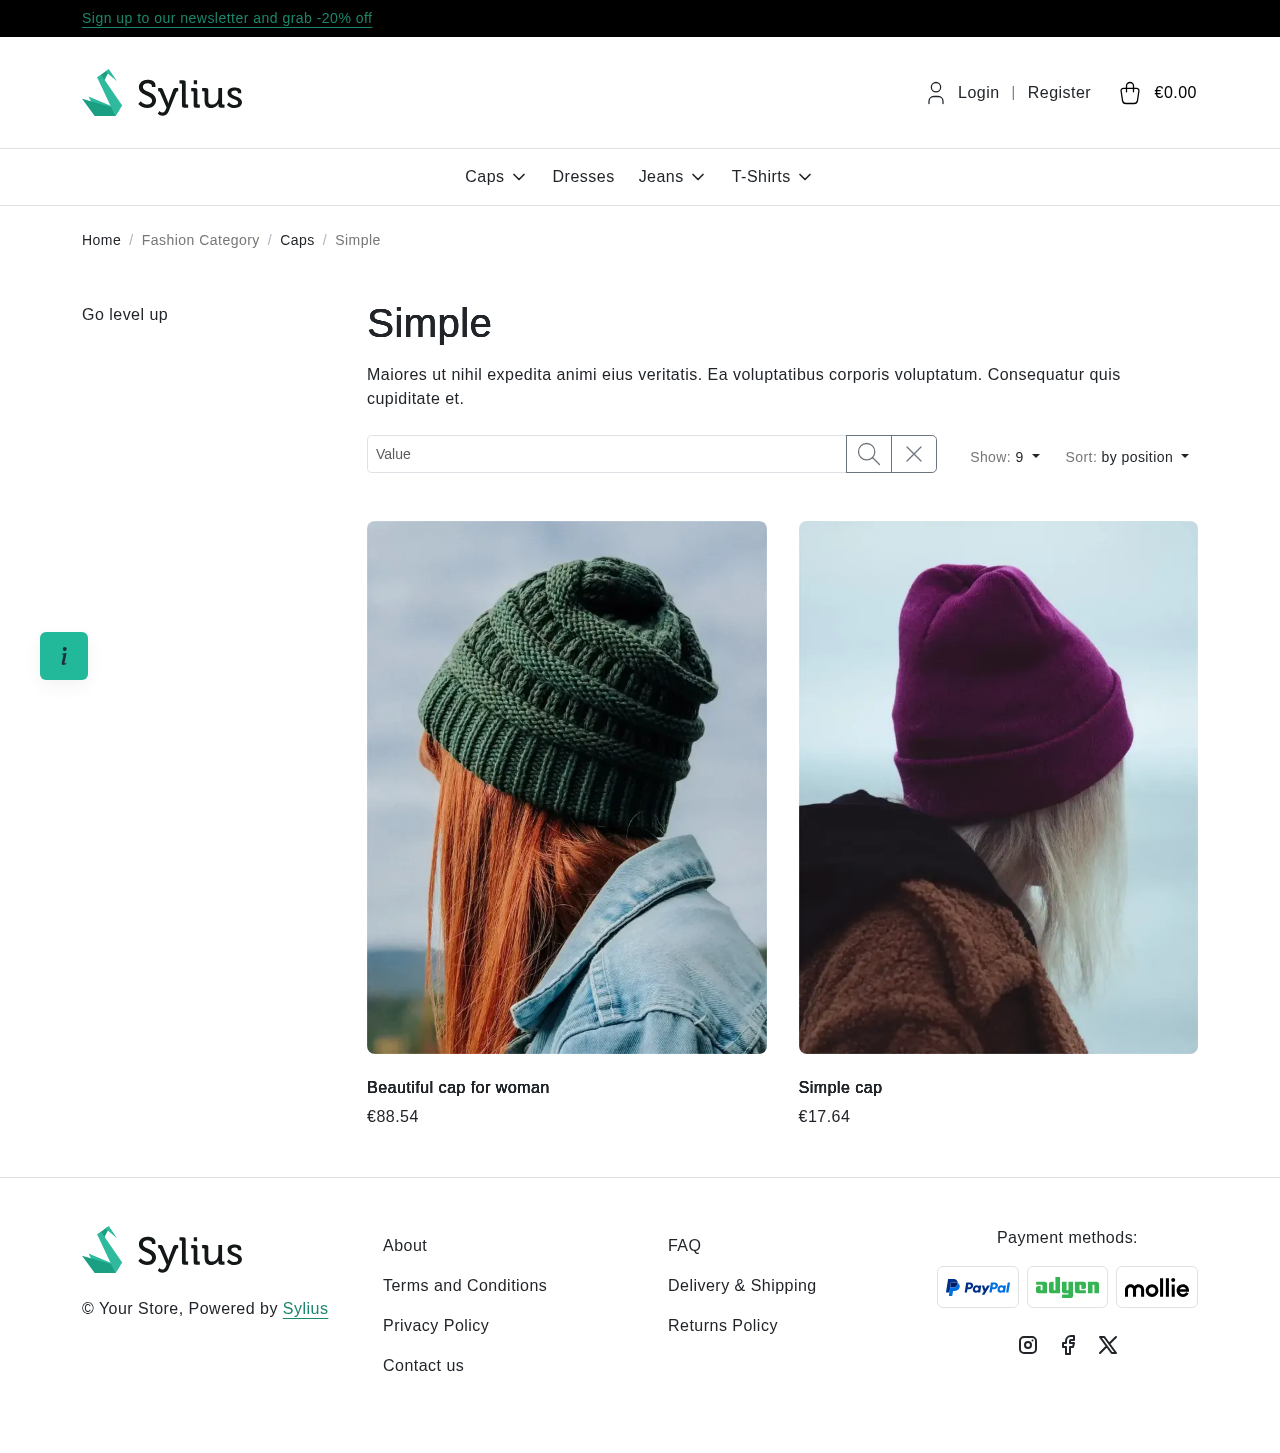 Sign up to our newsletter and grab -20% off
Sylius
Login | Register
€0.00
Caps
Dresses
Jeans
T-Shirts
Home / Fashion Category / Caps / Simple
Go level up
Simple
Maiores ut nihil expedita animi eius veritatis. Ea voluptatibus corporis voluptatum. Consequatur quis
cupiditate et.
Value
Show: 9
Sort: by position
i
Beautiful cap for woman
€88.54
Simple cap
€17.64
Sylius
© Your Store, Powered by Sylius
About
Terms and Conditions
Privacy Policy
Contact us
FAQ
Delivery & Shipping
Returns Policy
Payment methods:
PayPal
adyen
mollie